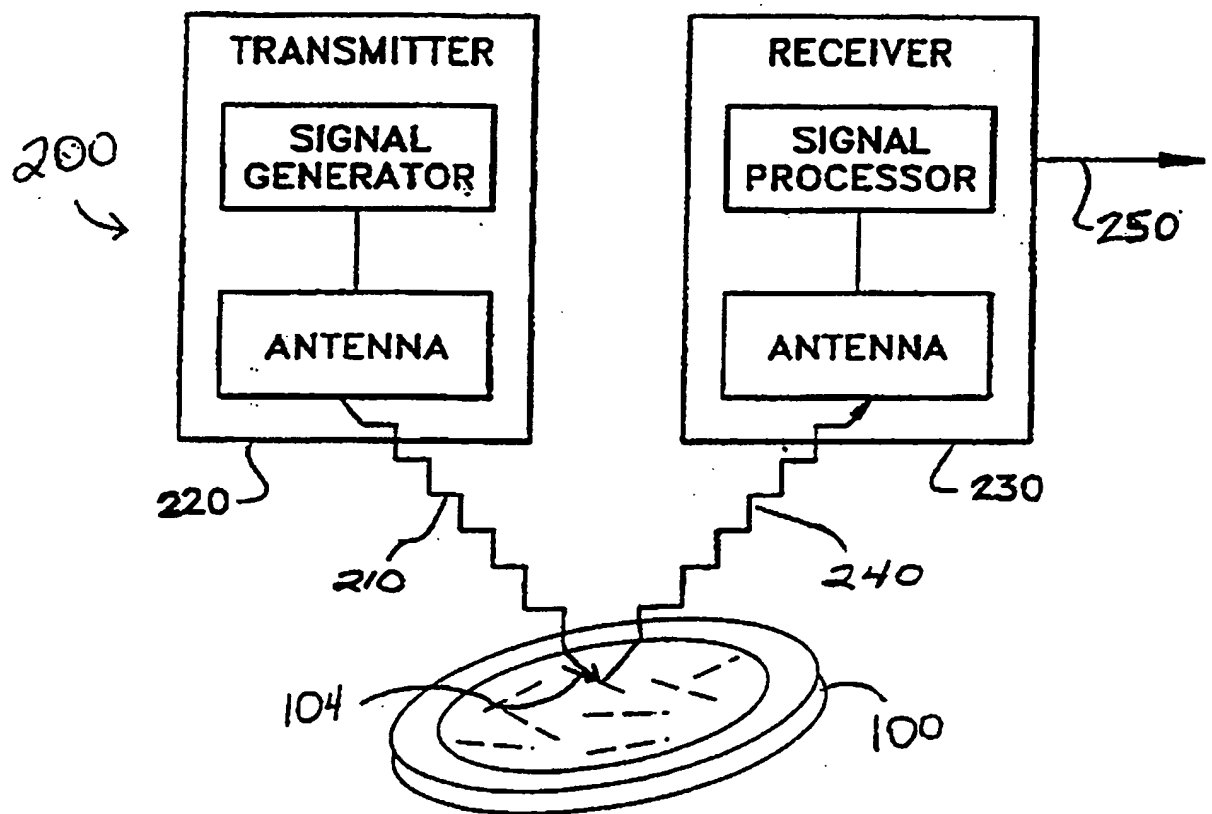 TRANSMITTER
SIGNAL
GENERATOR
ANTENNA
RECEIVER
SIGNAL
PROCESSOR
ANTENNA
200
250
220
230
210
240
104
100